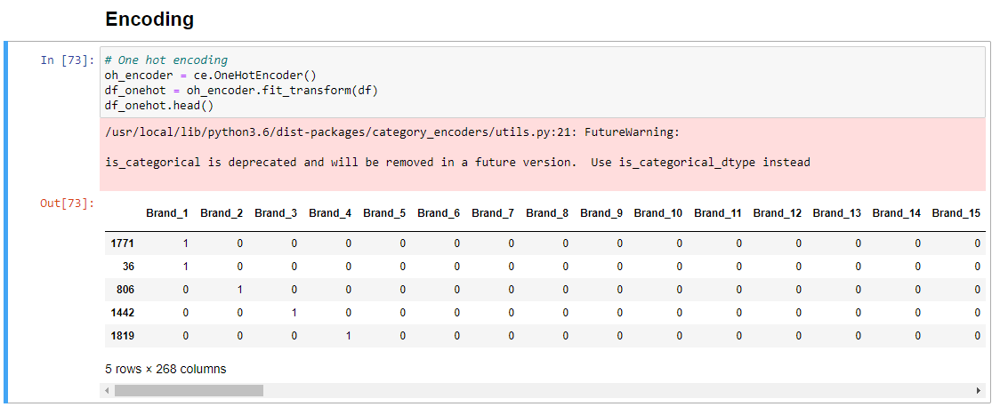 Encoding
In [73]:
# One hot encoding
oh_encoder = ce.OneHotEncoder()
df_onehot = oh_encoder.fit_transform(df)
df_onehot.head()
/usr/local/lib/python3.6/dist-packages/category_encoders/utils.py:21: FutureWarning:
is_categorical is deprecated and will be removed in a future version.  Use is_categorical_dtype instead
Out[73]:
Brand_1 Brand_2 Brand_3 Brand_4 Brand_5 Brand_6 Brand_7 Brand_8 Brand_9 Brand_10 Brand_11 Brand_12 Brand_13 Brand_14 Brand_15
1771 1 0 0 0 0 0 0 0 0 0 0 0 0 0 0
36 1 0 0 0 0 0 0 0 0 0 0 0 0 0 0
806 0 1 0 0 0 0 0 0 0 0 0 0 0 0 0
1442 0 0 1 0 0 0 0 0 0 0 0 0 0 0 0
1819 0 0 0 1 0 0 0 0 0 0 0 0 0 0 0
5 rows × 268 columns